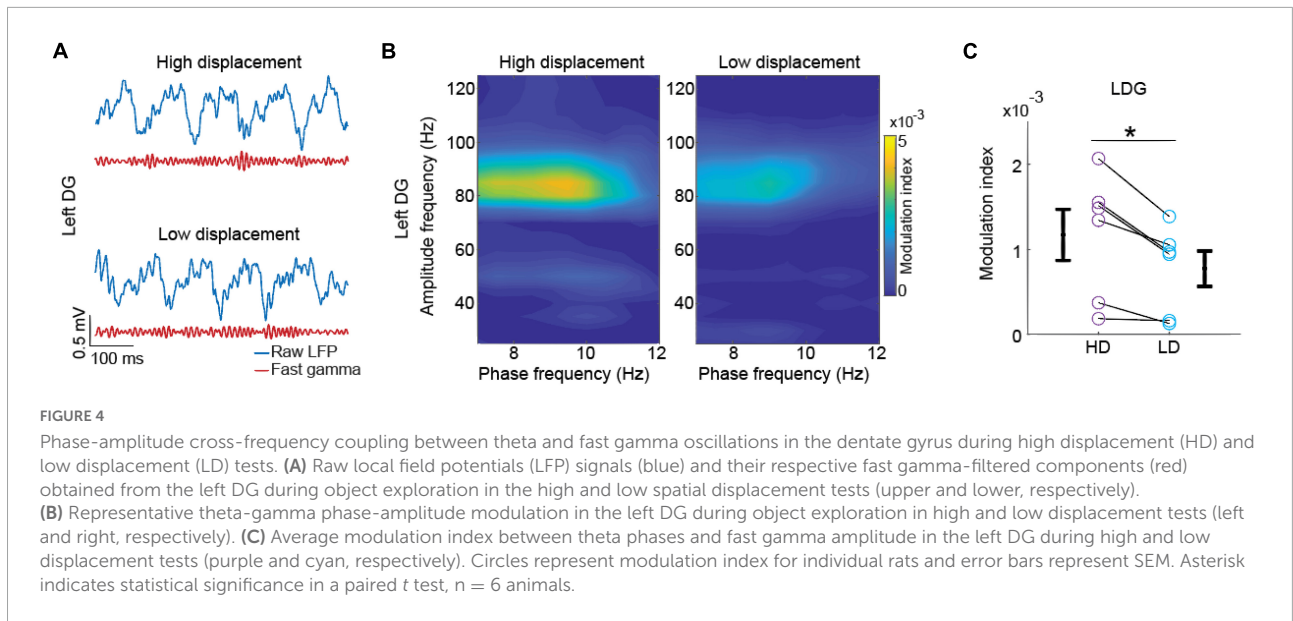 A
High displacement
Left DG
Low displacement
0.5 mV
100 ms
Raw LFP
Fast gamma
B
High displacement
Low displacement
Left DG
Amplitude frequency (Hz)
120
100
80
60
40
8
10
12
Phase frequency (Hz)
8
10
12
Phase frequency (Hz)
5 x10-3
Modulation index
0
C
LDG
x10-3
*
Modulation index
2
1
0
HD
LD
FIGURE 4
Phase-amplitude cross-frequency coupling between theta and fast gamma oscillations in the dentate gyrus during high displacement (HD) and
low displacement (LD) tests. (A) Raw local field potentials (LFP) signals (blue) and their respective fast gamma-filtered components (red)
obtained from the left DG during object exploration in the high and low spatial displacement tests (upper and lower, respectively).
(B) Representative theta-gamma phase-amplitude modulation in the left DG during object exploration in high and low displacement tests (left
and right, respectively). (C) Average modulation index between theta phases and fast gamma amplitude in the left DG during high and low
displacement tests (purple and cyan, respectively). Circles represent modulation index for individual rats and error bars represent SEM. Asterisk
indicates statistical significance in a paired t test, n = 6 animals.